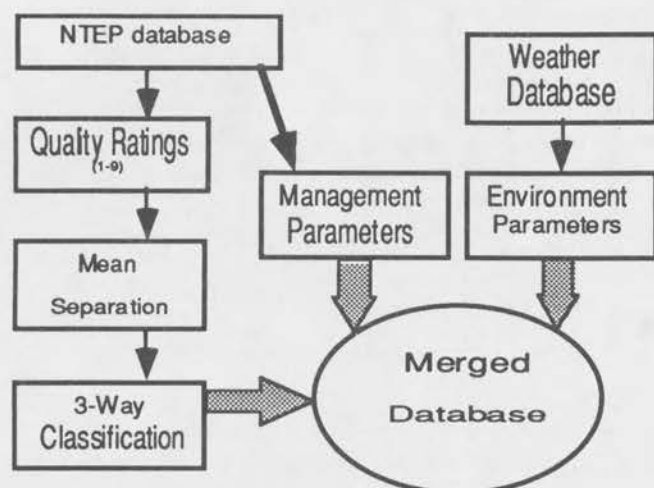 NTEP database
Weather
Database
Quality Ratings
(1-9)
Management
Parameters
Environment
Parameters
Mean
Separation
3-Way
Classification
Merged
Database